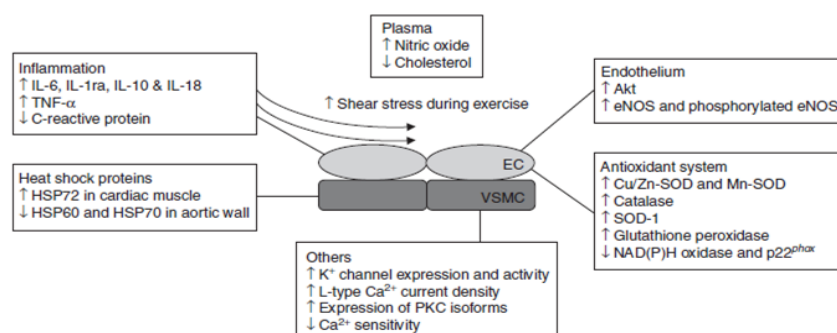 Plasma
↑ Nitric oxide
↓ Cholesterol
Inflammation
↑ IL-6, IL-1ra, IL-10 & IL-18
↑ TNF-α
↓ C-reactive protein
↑ Shear stress during exercise
Endothelium
↑ Akt
↑ eNOS and phosphorylated eNOS
EC
Heat shock proteins
↑ HSP72 in cardiac muscle
↓ HSP60 and HSP70 in aortic wall
VSMC
Antioxidant system
↑ Cu/Zn-SOD and Mn-SOD
↑ Catalase
↑ SOD-1
↑ Glutathione peroxidase
↓ NAD(P)H oxidase and p22phox
Others
↑ K⁺ channel expression and activity
↑ L-type Ca²⁺ current density
↑ Expression of PKC isoforms
↓ Ca²⁺ sensitivity